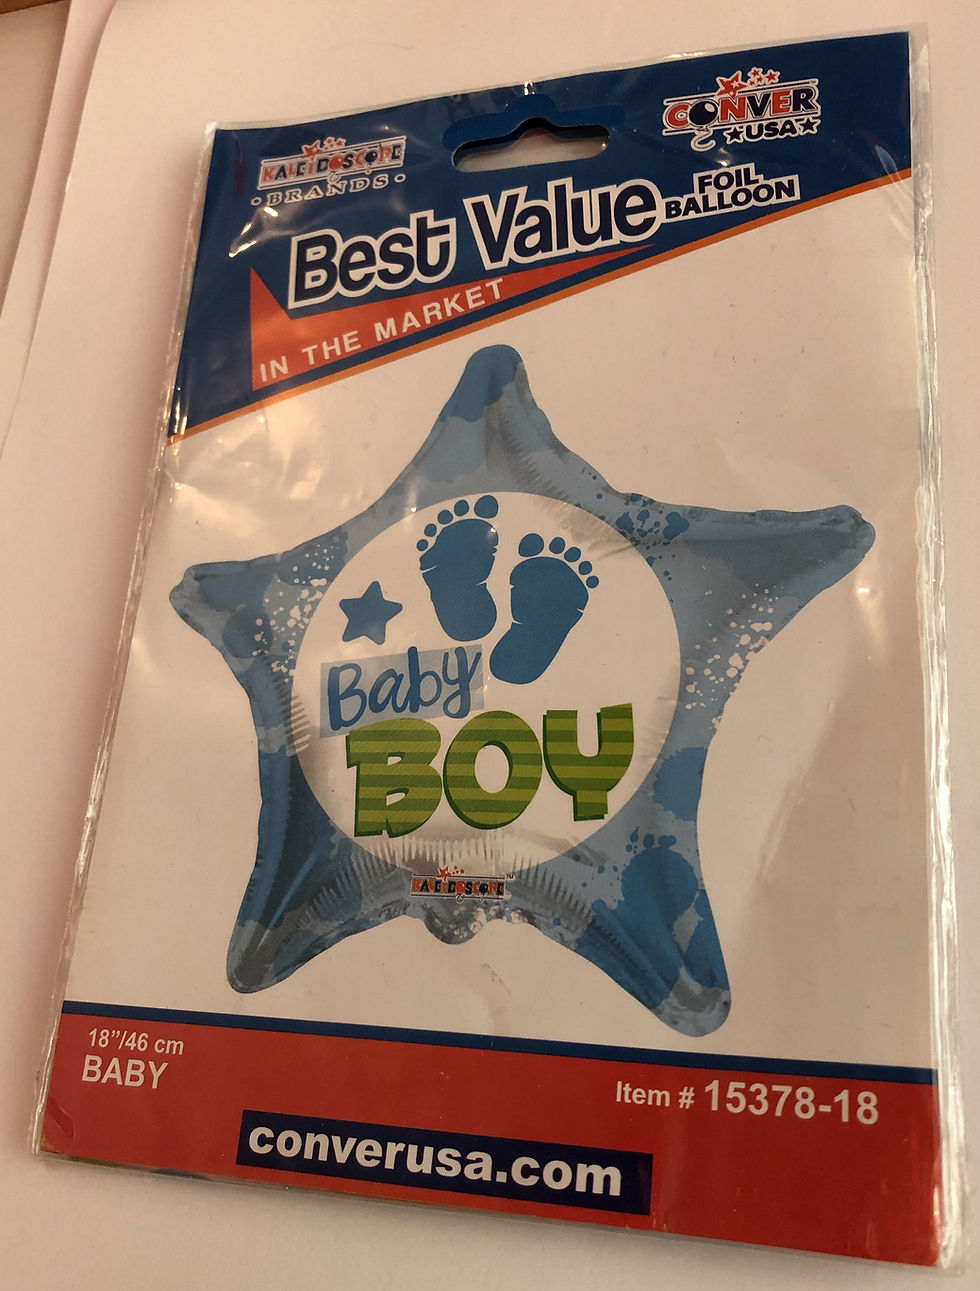 KALEIDOSCOPE
• BRANDS •
CONVER
USA
Best Value
FOIL
BALLOON
IN THE MARKET
Baby
BOY
KALEIDOSCOPE™
18”/46 cm
BABY
Item # 15378-18
converusa.com